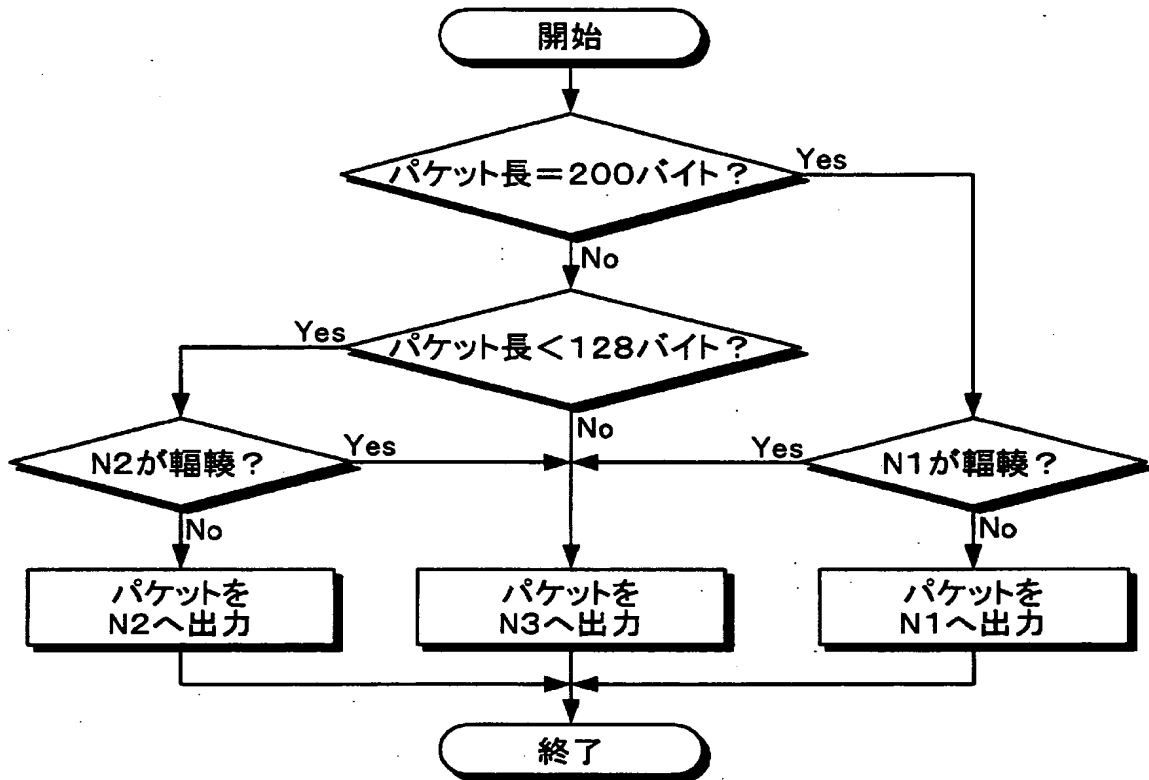 開始
パケット長=200バイト?
Yes
No
パケット長<128バイト?
Yes
No
N2が輻輳?
Yes
No
N1が輻輳?
Yes
No
パケットを
N2へ出力
パケットを
N3へ出力
パケットを
N1へ出力
終了